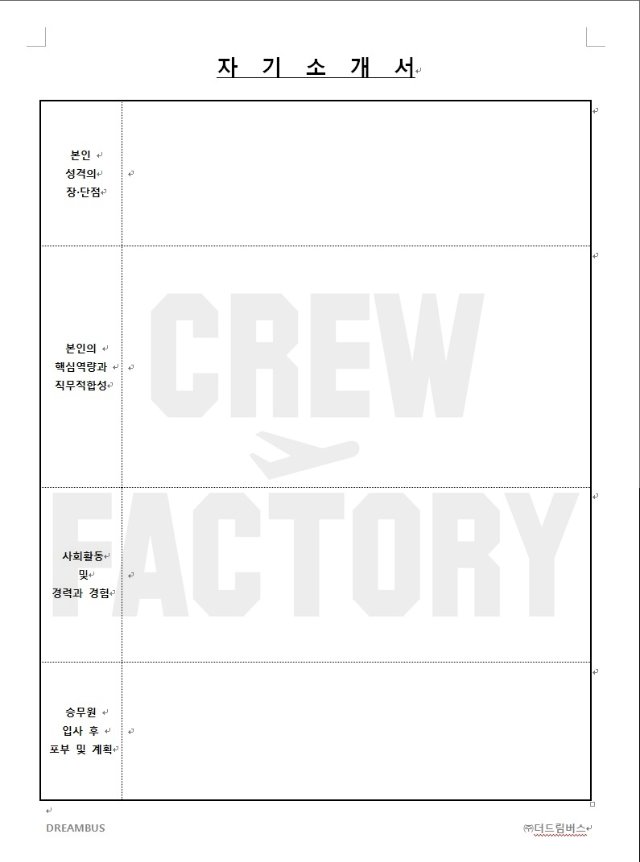 자 기 소 개 서
본인
성격의
장·단점
본인의
핵심역량과
직무적합성
사회활동
및
경력과 경험
승무원
입사 후
포부 및 계획
CREW
FACTORY
DREAMBUS
㈜더드림버스